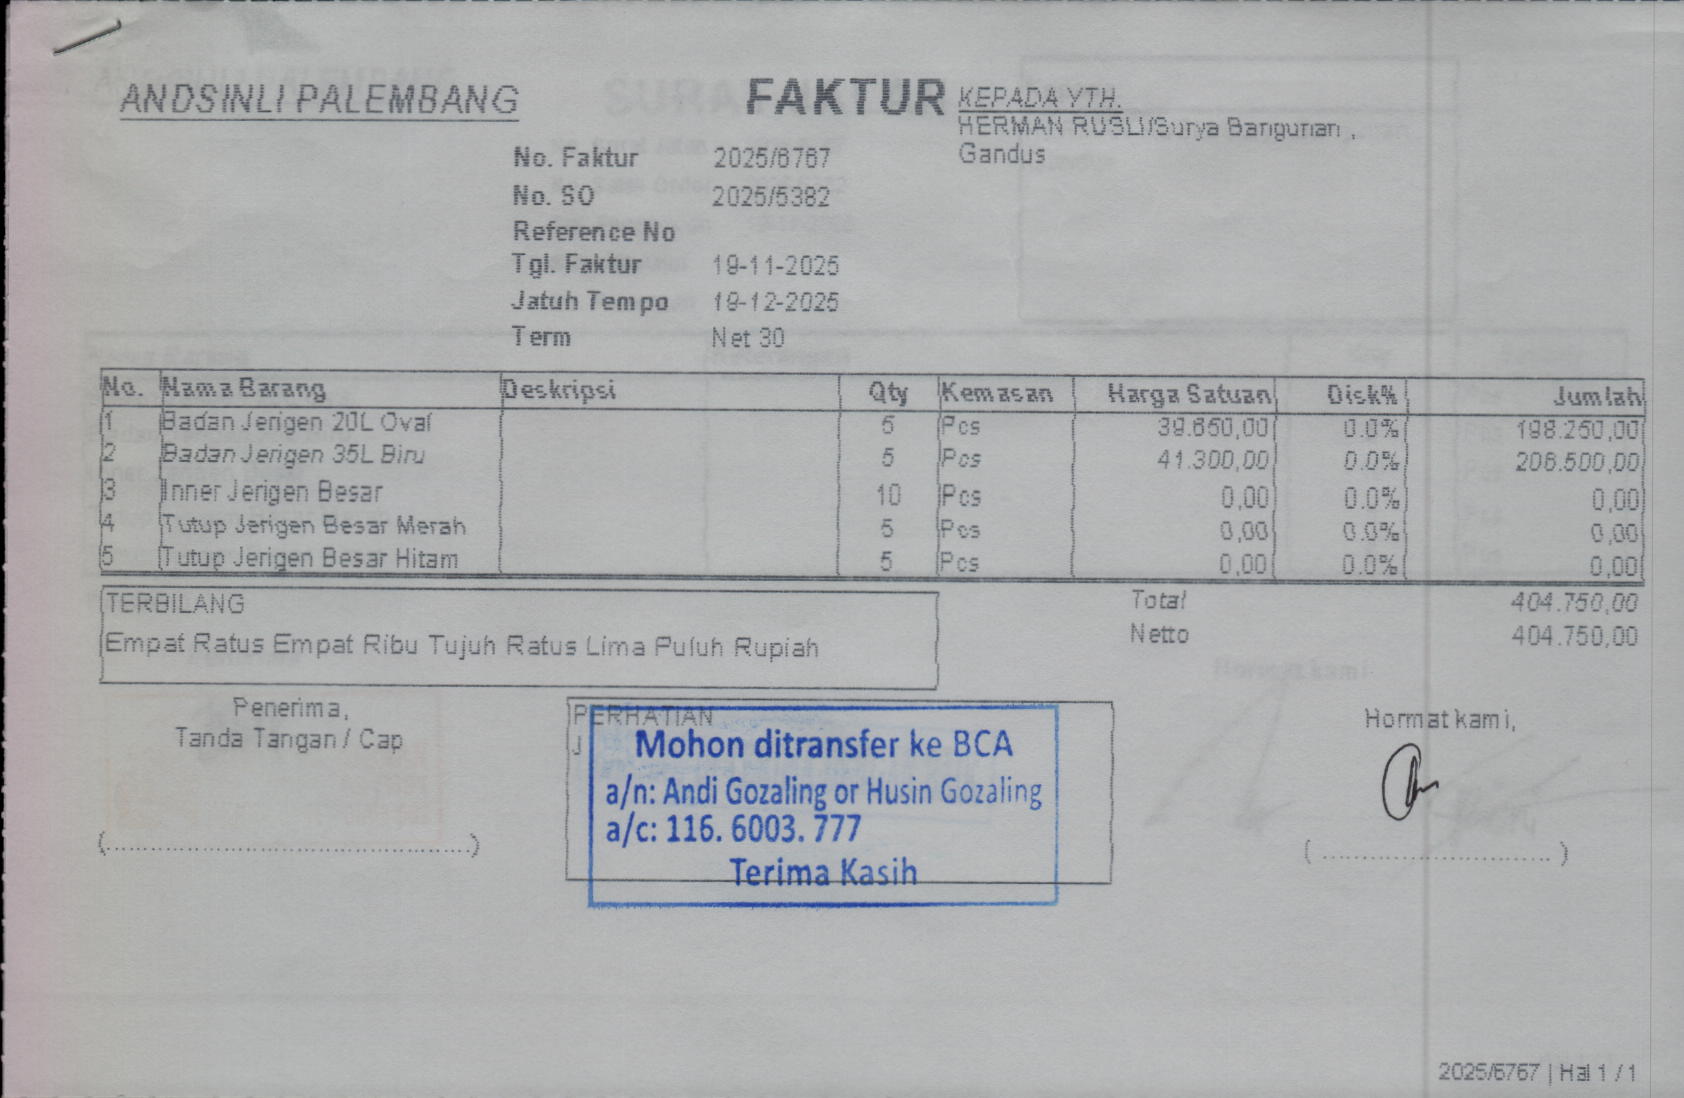 ANDSINLI PALEMBANG
FAKTUR
KEPADA YTH.
HERMAN RUSLI/Surya Bangunan ,
Gandus
No. Faktur 2025/6767
No. SO 2025/5382
Reference No
Tgl. Faktur 19-11-2025
Jatuh Tempo 19-12-2025
Term Net 30
No. Nama Barang Deskripsi Qty Kemasan Harga Satuan Disk% Jumlah
1 Badan Jerigen 20L Oval 5 Pcs 39.650,00 0.0% 198.250,00
2 Badan Jerigen 35L Biru 5 Pcs 41.300,00 0.0% 206.500,00
3 Inner Jerigen Besar 10 Pcs 0,00 0.0% 0,00
4 Tutup Jerigen Besar Merah 5 Pcs 0,00 0.0% 0,00
5 Tutup Jerigen Besar Hitam 5 Pcs 0,00 0.0% 0,00
TERBILANG
Empat Ratus Empat Ribu Tujuh Ratus Lima Puluh Rupiah
Total 404.750,00
Netto 404.750,00
Penerima,
Tanda Tangan / Cap
(..............................................)
PERHATIAN
J
Mohon ditransfer ke BCA
a/n: Andi Gozaling or Husin Gozaling
a/c: 116. 6003. 777
Terima Kasih
Hormat kami,
( ............................. )
2025/6767 | Hal 1 / 1